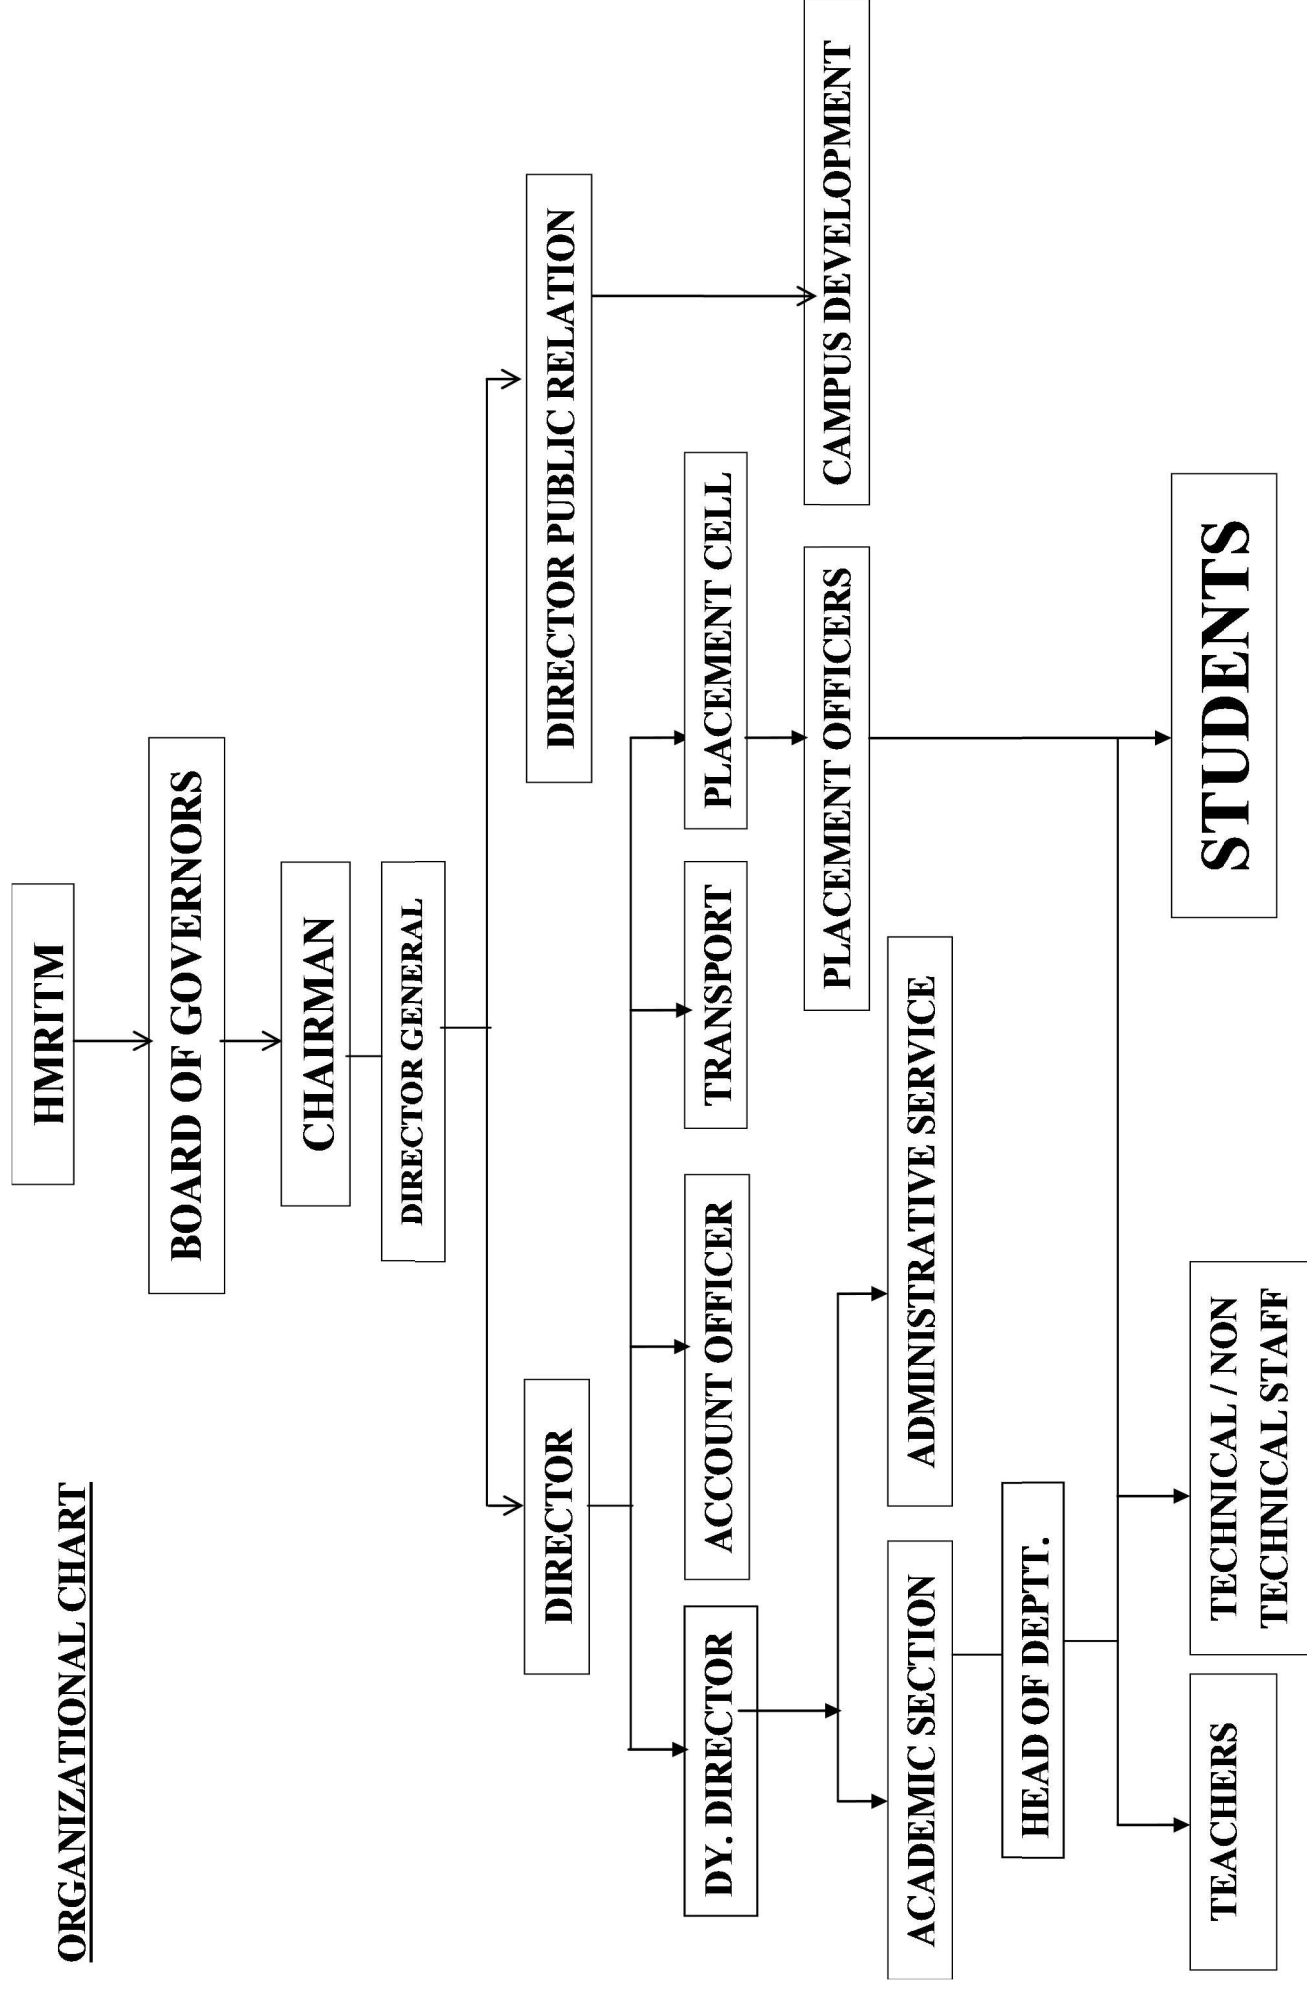 ORGANIZATIONAL CHART
HMRITM
BOARD OF GOVERNORS
CHAIRMAN
DIRECTOR GENERAL
DIRECTOR
DIRECTOR PUBLIC RELATION
DY. DIRECTOR
ACCOUNT OFFICER
TRANSPORT
PLACEMENT CELL
PLACEMENT OFFICERS
CAMPUS DEVELOPMENT
ACADEMIC SECTION
ADMINISTRATIVE SERVICE
HEAD OF DEPTT.
TEACHERS
TECHNICAL / NON
TECHNICAL STAFF
STUDENTS